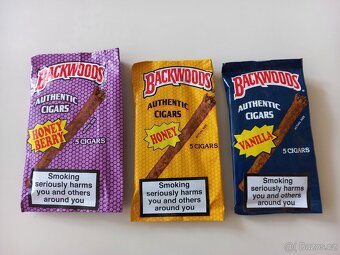 BACKWOODS
AUTHENTIC
CIGARS
HONEY
BERRY
5 CIGARS
Smoking
seriously harms
you and others
around you
BACKWOODS
AUTHENTIC
CIGARS
HONEY
5 CIGARS
Smoking
seriously harms
you and others
around you
BACKWOODS
AUTHENTIC
CIGARS
VANILLA
5 CIGARS
Smoking
seriously harms
you and others
around you